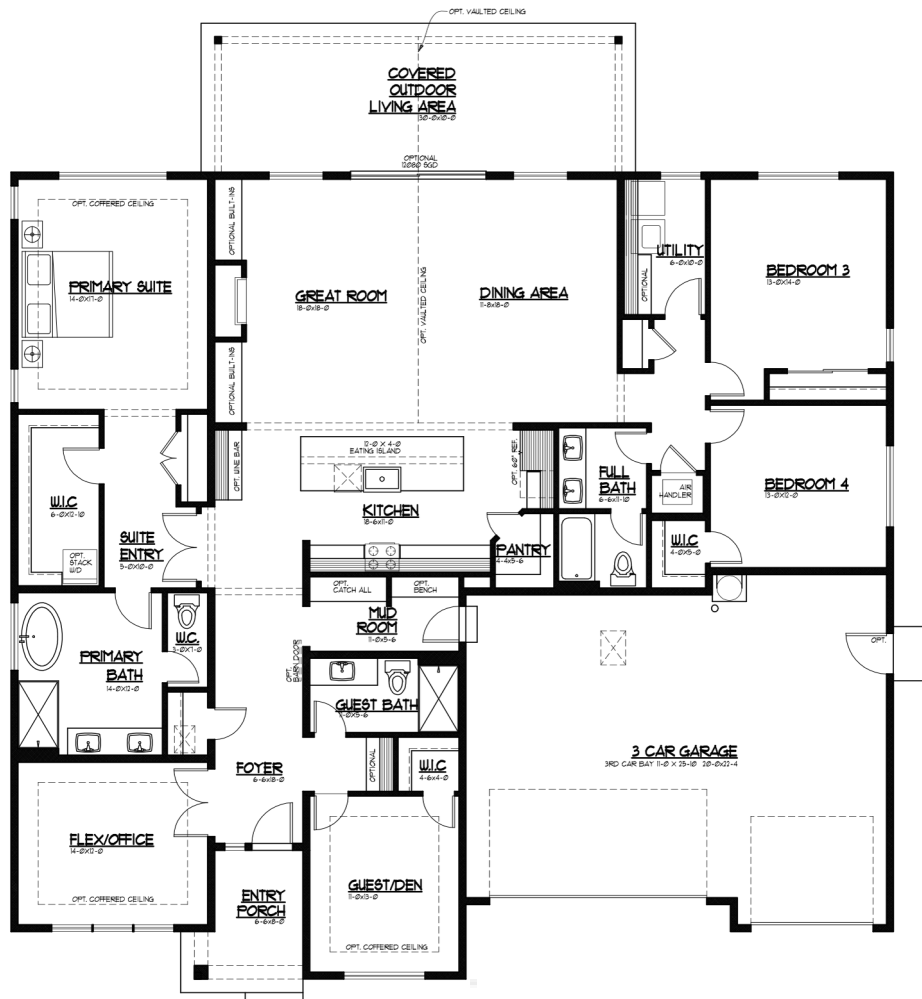 OPT. VAULTED CEILING
COVERED
OUTDOOR
LIVING AREA
30-0x10-0
OPTIONAL
12080 SGD
OPT. COFFERED CEILING
OPTIONAL BUILT-INS
PRIMARY SUITE
14-0x17-0
GREAT ROOM
18-0x18-0
OPT. VAULTED CEILING
DINING AREA
11-8x18-0
UTILITY
6-0x10-0
OPTIONAL
BEDROOM 3
13-0x14-0
OPTIONAL BUILT-INS
OPT. WINE BAR
12-0 X 4-0
EATING ISLAND
OPT. 60" REF.
KITCHEN
18-6x11-0
FULL
BATH
6-6x11-10
AIR
HANDLER
BEDROOM 4
13-0x12-0
W.I.C
6-0x12-10
SUITE
ENTRY
5-0x10-0
OPT.
STACK
W/D
PANTRY
4-4x5-6
W.I.C
4-0x5-0
OPT.
CATCH ALL
OPT.
BENCH
MUD
ROOM
11-0x5-6
W.C.
3-0x7-0
OPT.
BARN DOOR
PRIMARY
BATH
14-0x12-0
GUEST BATH
11-0x5-6
OPT.
FOYER
6-6x18-0
OPTIONAL
W.I.C
4-6x4-0
3 CAR GARAGE
3RD CAR BAY 11-0 X 25-10 20-0x22-4
FLEX/OFFICE
14-0x12-0
OPT. COFFERED CEILING
ENTRY
PORCH
6-6x8-0
GUEST/DEN
11-0x13-0
OPT. COFFERED CEILING